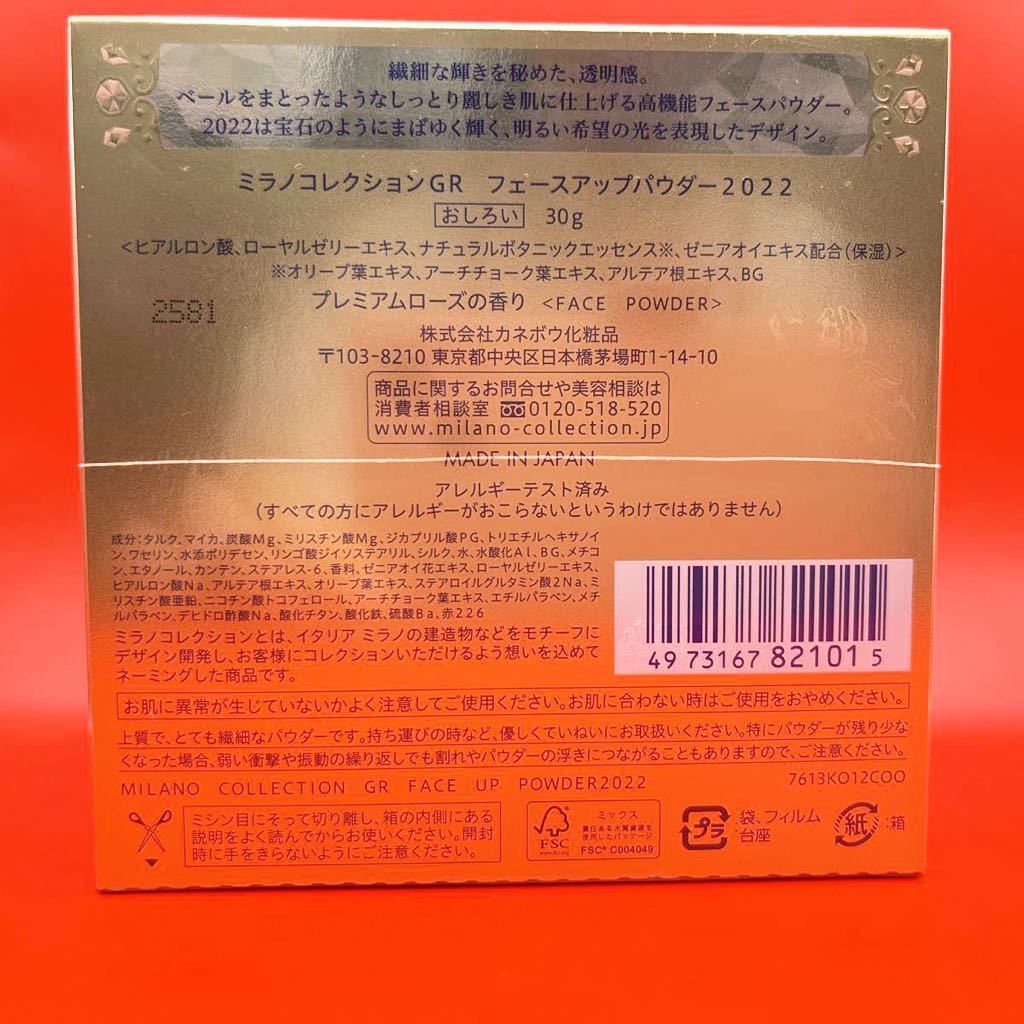 繊細な輝きを秘めた、透明感。
ベールをまとったようなしっとり麗しき肌に仕上げる高機能フェースパウダー。
2022は宝石のようにまばゆく輝く、明るい希望の光を表現したデザイン。
ミラノコレクションGR フェースアップパウダー2022
おしろい 30g
<ヒアルロン酸、ローヤルゼリーエキス、ナチュラルボタニックエッセンス※、ゼニアオイエキス配合(保湿)>
※オリーブ葉エキス、アーチチョーク葉エキス、アルテア根エキス、BG
2581
プレミアムローズの香り <FACE POWDER>
株式会社カネボウ化粧品
〒103-8210 東京都中央区日本橋茅場町1-14-10
商品に関するお問合せや美容相談は
消費者相談室 0120-518-520
www.milano-collection.jp
MADE IN JAPAN
アレルギーテスト済み
(すべての方にアレルギーがおこらないというわけではありません)
成分:タルク、マイカ、炭酸Mg、ミリスチン酸Mg、ジカプリル酸PG、トリエチルヘキサノイ
ン、ワセリン、水添ポリデセン、リンゴ酸ジイソステアリル、シルク、水、水酸化Al、BG、メチコ
ン、エタノール、カンテン、ステアレス-6、香料、ゼニアオイ花エキス、ローヤルゼリーエキス、
ヒアルロン酸Na、アルテア根エキス、オリーブ葉エキス、ステアロイルグルタミン酸2Na、ミ
リスチン酸亜鉛、ニコチン酸トコフェロール、アーチチョーク葉エキス、エチルパラベン、メチ
ルパラベン、デヒドロ酢酸Na、酸化チタン、酸化鉄、硫酸Ba、赤226
ミラノコレクションとは、イタリア ミラノの建造物などをモチーフに
デザイン開発し、お客様にコレクションいただけるよう想いを込めて
ネーミングした商品です。
4973167821015
お肌に異常が生じていないかよく注意してご使用ください。お肌に合わない時はご使用をおやめください。
上質で、とても繊細なパウダーです。持ち運びの時など、優しくていねいにお取扱いください。特にパウダーが残り少な
くなった場合、弱い衝撃や振動の繰り返しでも割れやパウダーの浮きにつながることもありますので、ご注意ください。
MILANO COLLECTION GR FACE UP POWDER2022 7613KO12COO
ミシン目にそって切り離し、箱の内側にある
説明をよく読んでからお使いください。開封
時に手をきらないようにご注意ください。
FSC
www.fsc.org
ミックス
責任ある木質資源を
使用したパッケージ
FSC® C004049
プラ :袋、フィルム
:台座
紙 :箱